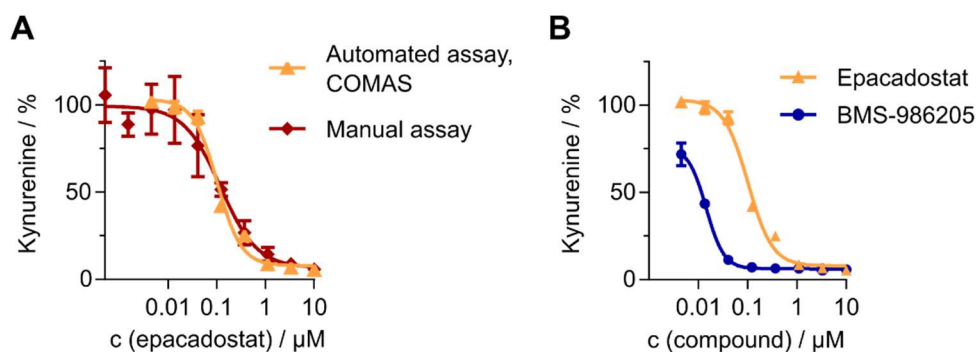 A
Automated assay,
COMAS
Manual assay
Kynurenine / %
100
50
0
0.01
0.1
1
10
c (epacadostat) / µM
B
Epacadostat
BMS-986205
Kynurenine / %
100
50
0
0.01
0.1
1
10
c (compound) / µM